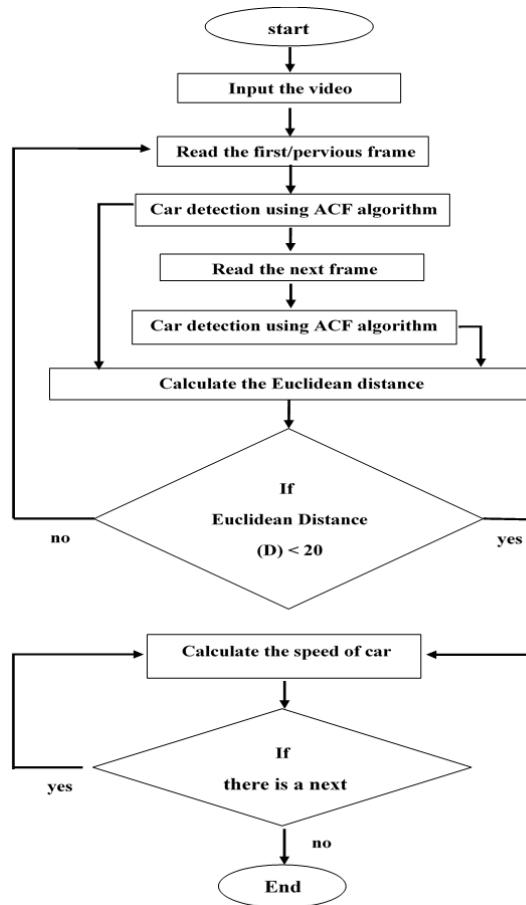 start
Input the video
Read the first/pervious frame
Car detection using ACF algorithm
Read the next frame
Car detection using ACF algorithm
Calculate the Euclidean distance
If
Euclidean Distance
(D) < 20
no
yes
Calculate the speed of car
If
there is a next
yes
no
End